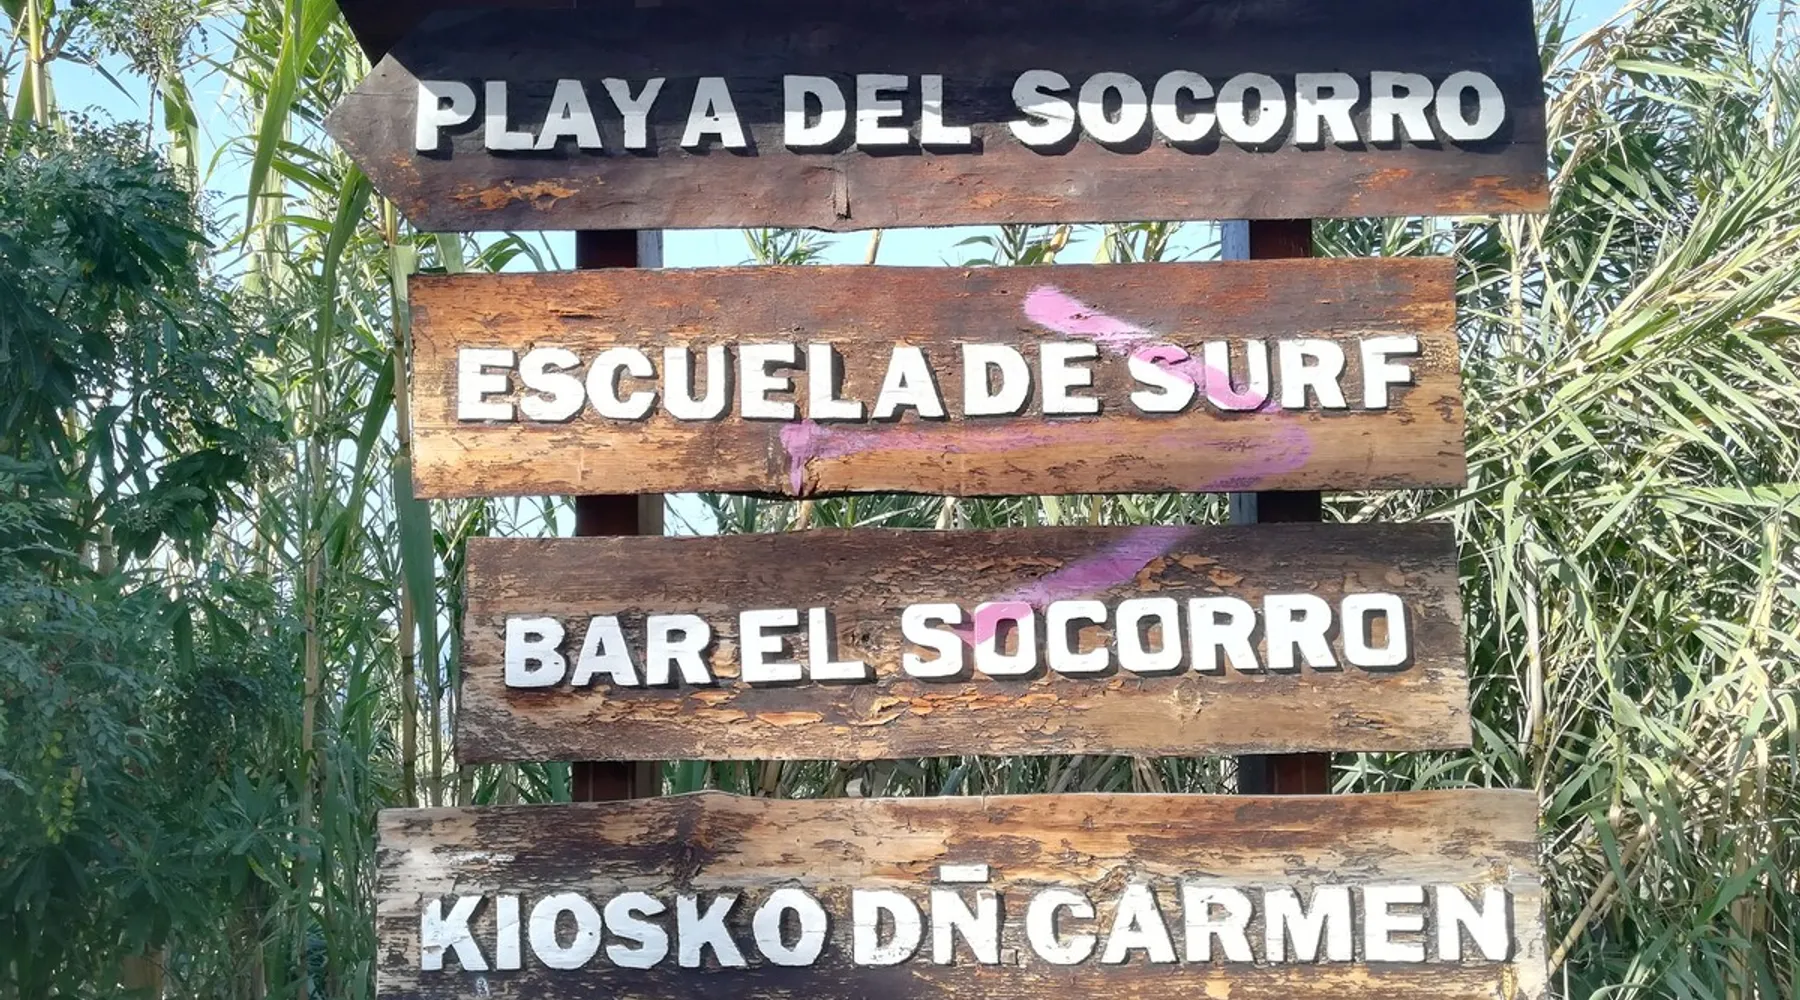 PLAYA DEL SOCORRO
ESCUELA DE SURF
BAR EL SOCORRO
KIOSKO DÑ CARMEN